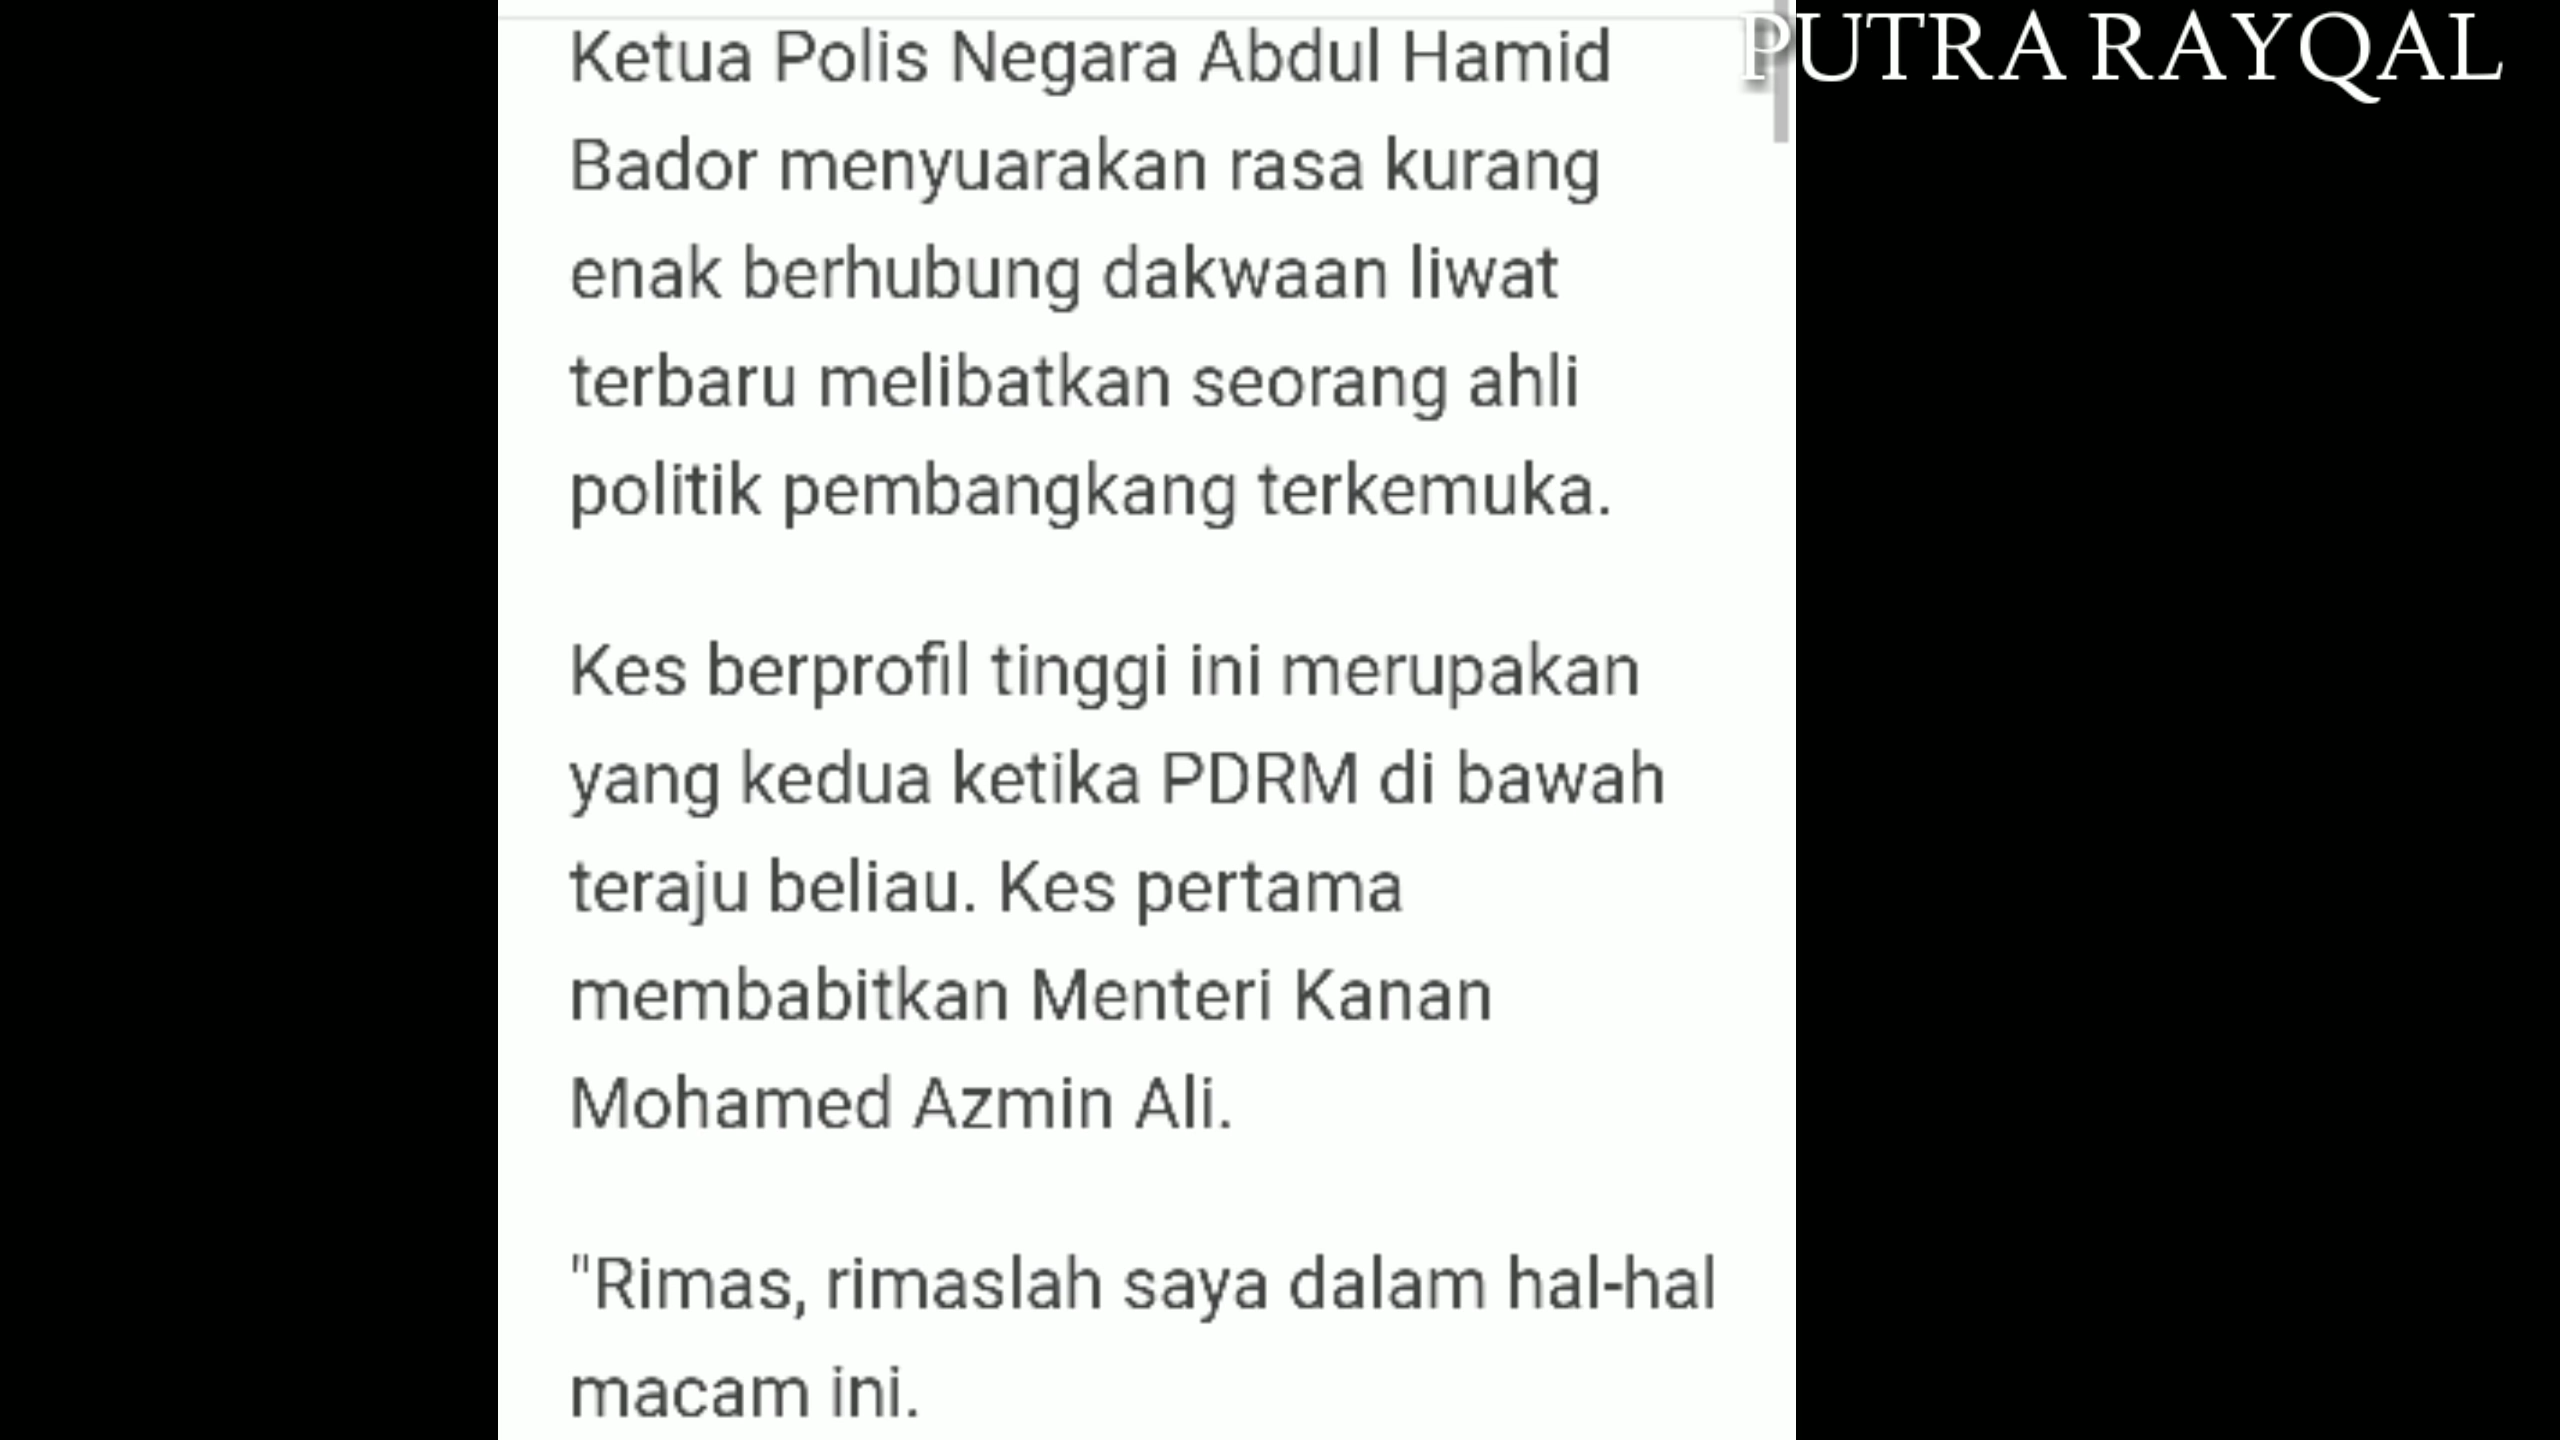 PUTRA RAYQAL
Ketua Polis Negara Abdul Hamid
Bador menyuarakan rasa kurang
enak berhubung dakwaan liwat
terbaru melibatkan seorang ahli
politik pembangkang terkemuka.
Kes berprofil tinggi ini merupakan
yang kedua ketika PDRM di bawah
teraju beliau. Kes pertama
membabitkan Menteri Kanan
Mohamed Azmin Ali.
"Rimas, rimaslah saya dalam hal-hal
macam ini.